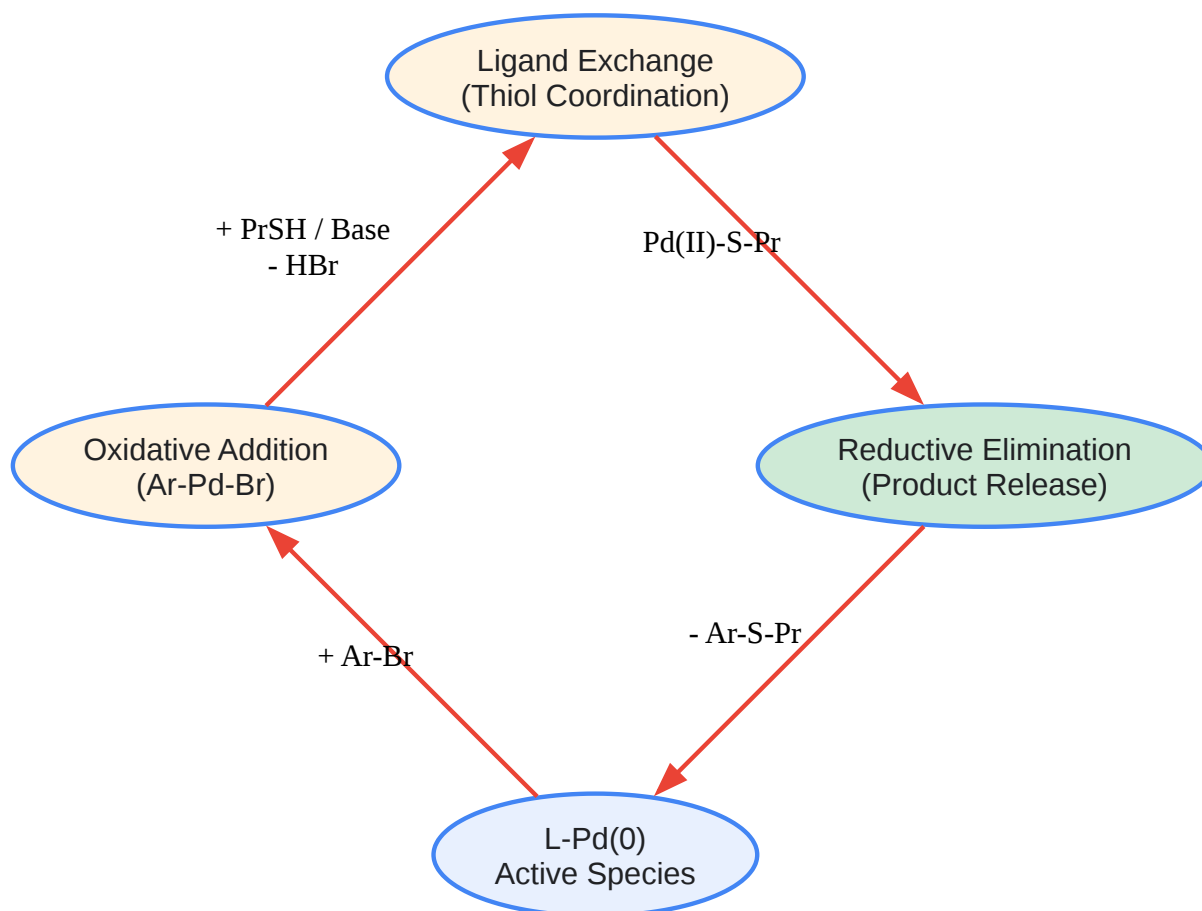 Ligand Exchange
(Thiol Coordination)
+ PrSH / Base
- HBr
Pd(II)-S-Pr
Oxidative Addition
(Ar-Pd-Br)
Reductive Elimination
(Product Release)
- Ar-S-Pr
+ Ar-Br
L-Pd(0)
Active Species